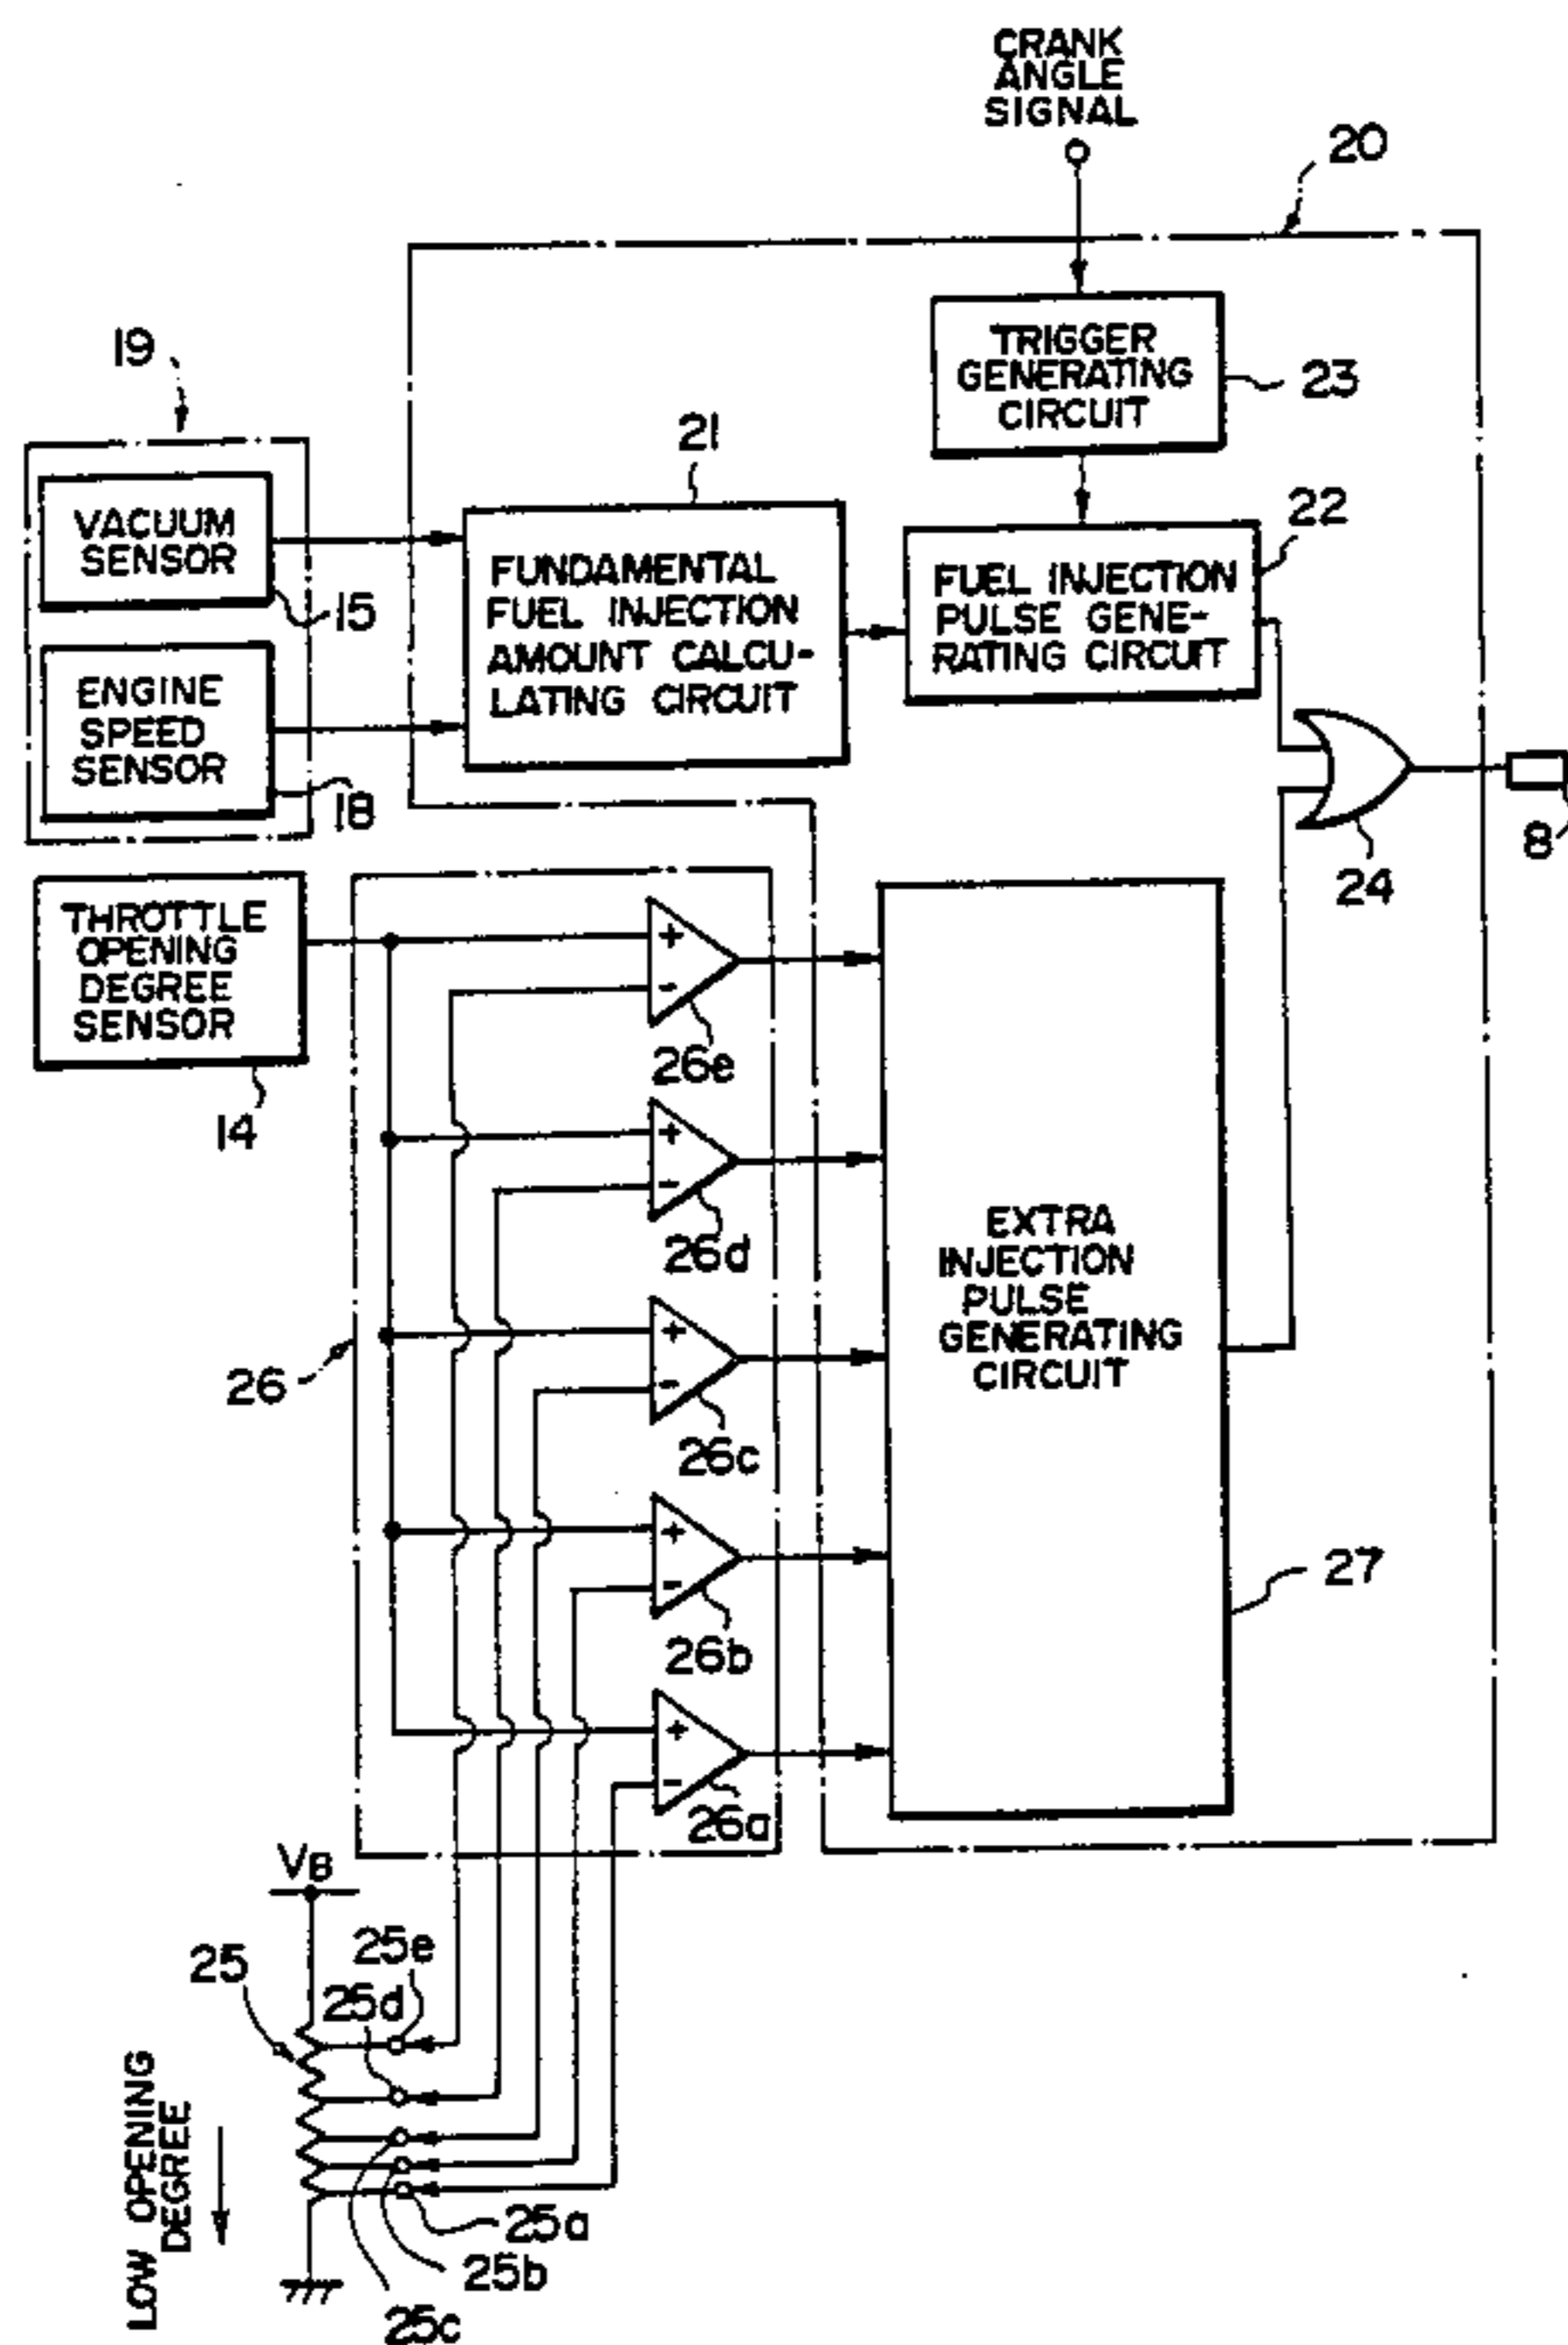 CRANK
ANGLE
SIGNAL
20
TRIGGER
GENERATING
CIRCUIT
23
19
21
22
VACUUM
SENSOR
15
FUNDAMENTAL
FUEL INJECTION
AMOUNT CALCU-
LATING CIRCUIT
FUEL INJECTION
PULSE GENE-
RATING CIRCUIT
ENGINE
SPEED
SENSOR
18
8
24
THROTTLE
OPENING
DEGREE
SENSOR
14
+
-
26e
+
-
26d
+
-
26c
+
-
26b
+
-
26a
26
EXTRA
INJECTION
PULSE
GENERATING
CIRCUIT
27
VB
25
25e
25d
25a
25b
25c
LOW OPENING
DEGREE